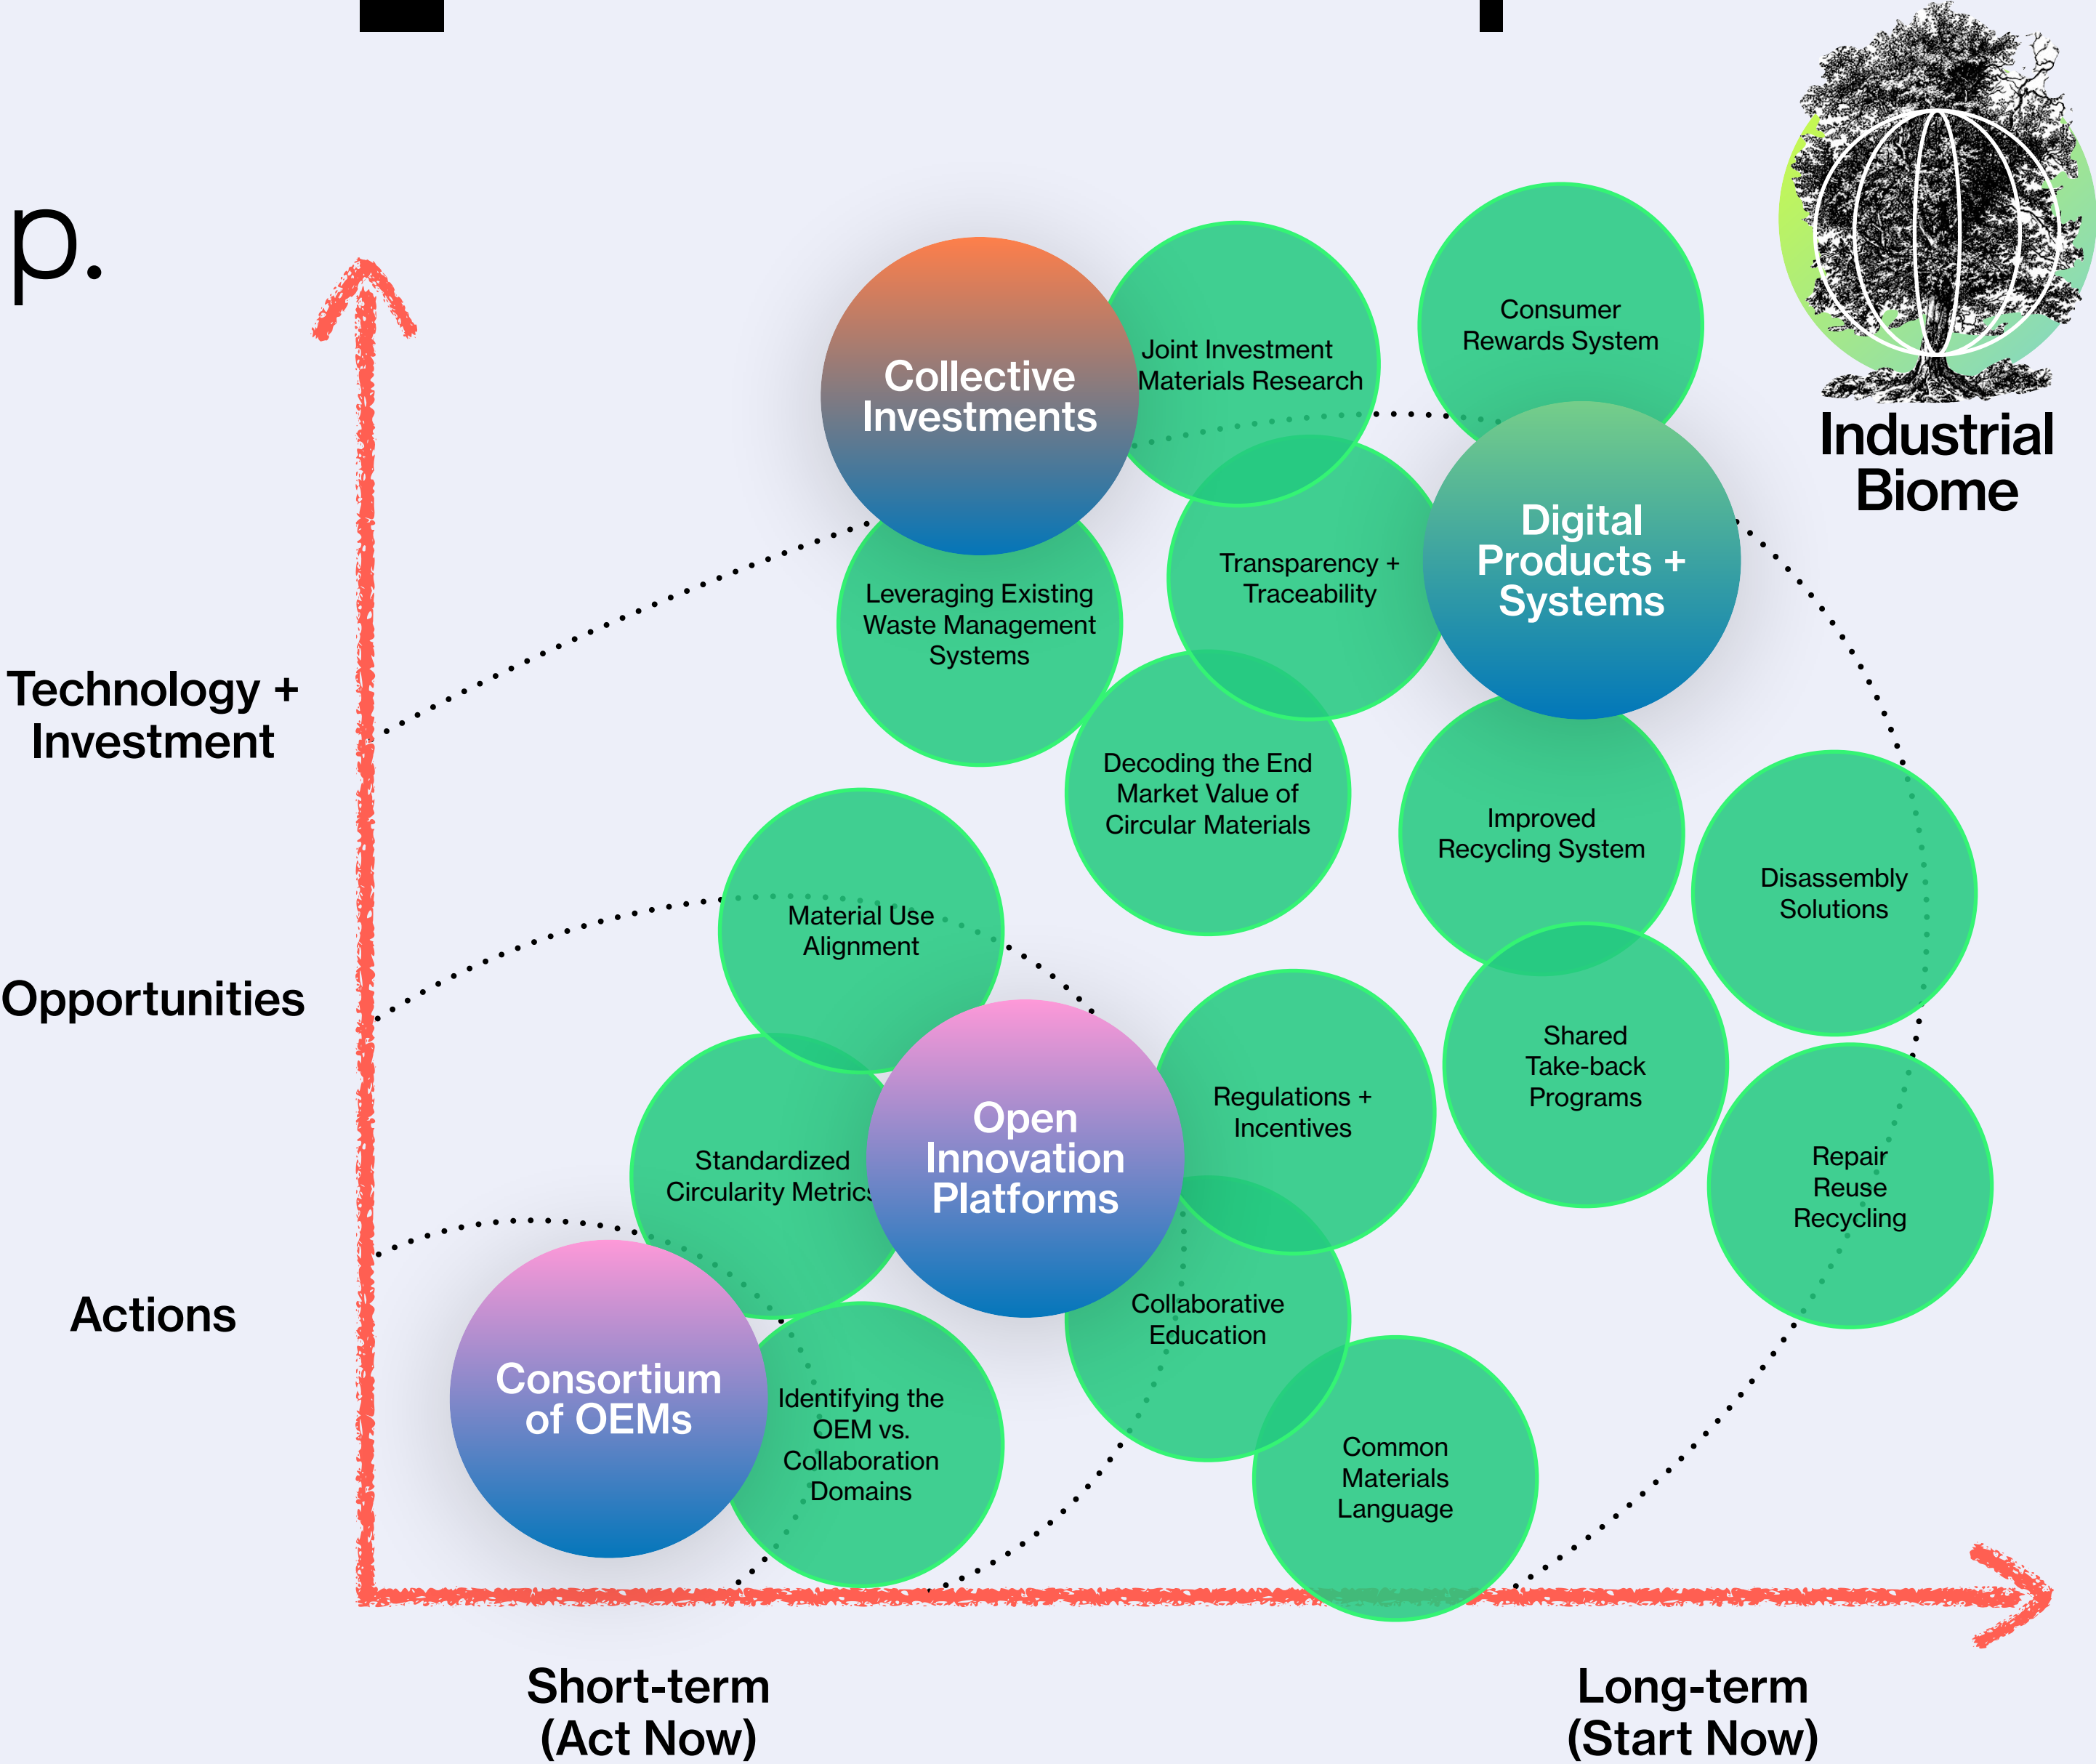 p.
Industrial
Biome
Consumer
Rewards System
Joint Investment
Materials Research
Collective
Investments
Digital
Products +
Systems
Transparency +
Traceability
Leveraging Existing
Waste Management
Systems
Technology +
Investment
Decoding the End
Market Value of
Circular Materials
Improved
Recycling System
Disassembly
Solutions
Material Use
Alignment
Opportunities
Shared
Take-back
Programs
Regulations +
Incentives
Open
Innovation
Platforms
Standardized
Circularity Metrics
Repair
Reuse
Recycling
Actions
Collaborative
Education
Consortium
of OEMs
Identifying the
OEM vs.
Collaboration
Domains
Common
Materials
Language
Short-term
(Act Now)
Long-term
(Start Now)